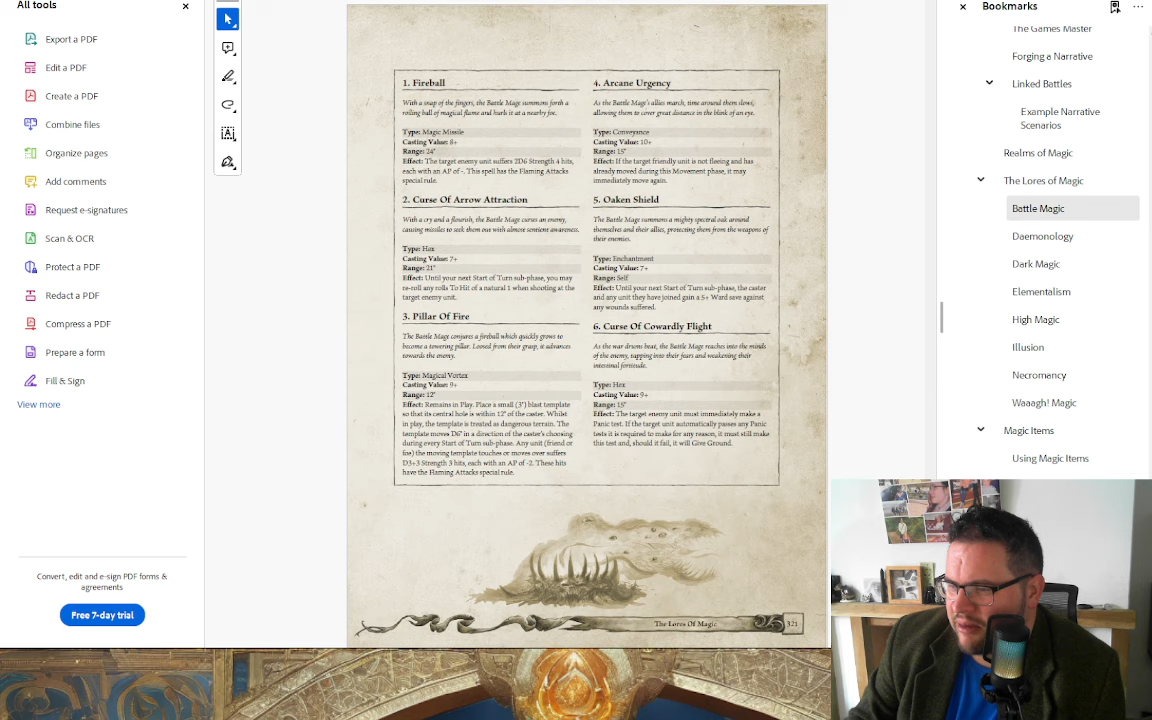 All tools
Export a PDF
Edit a PDF
Create a PDF
Combine files
Organize pages
Add comments
Request e-signatures
Scan & OCR
Protect a PDF
Redact a PDF
Compress a PDF
Prepare a form
Fill & Sign
View more
Convert, edit and e-sign PDF forms &
agreements
Free 7-day trial
1. Fireball
With a snap of the fingers, the Battle Mage summons forth a
roiling ball of magical flame and hurls it at a nearby foe.
Type: Magic Missile
Casting Value: 8+
Range: 24"
Effect: The target enemy unit suffers 2D6 Strength 4 hits,
each with an AP of -. This spell has the Flaming Attacks
special rule.
2. Curse Of Arrow Attraction
With a cry and a flourish, the Battle Mage curses an enemy,
causing missiles to seek them out with almost sentient awareness.
Type: Hex
Casting Value: 7+
Range: 21"
Effect: Until your next Start of Turn sub-phase, you may
re-roll any rolls To Hit of a natural 1 when shooting at the
target enemy unit.
3. Pillar Of Fire
The Battle Mage conjures a fireball which quickly grows to
become a towering pillar. Loosed from their grasp, it advances
towards the enemy.
Type: Magical Vortex
Casting Value: 9+
Range: 12"
Effect: Remains in Play. Place a small (3") blast template
so that its central hole is within 12" of the caster. Whilst
in play, the template is treated as dangerous terrain. The
template moves D6" in a direction of the caster's choosing
during every Start of Turn sub-phase. Any unit (friend or
foe) the moving template touches or moves over suffers
D3+3 Strength 3 hits, each with an AP of -2. These hits
have the Flaming Attacks special rule.
4. Arcane Urgency
As the Battle Mage's allies march, time around them slows,
allowing them to cover great distance in the blink of an eye.
Type: Conveyance
Casting Value: 10+
Range: 15"
Effect: If the target friendly unit is not fleeing and has
already moved during this Movement phase, it may
immediately move again.
5. Oaken Shield
The Battle Mage summons a mighty spectral oak around
themselves and their allies, protecting them from the weapons of
their enemies.
Type: Enchantment
Casting Value: 7+
Range: Self
Effect: Until your next Start of Turn sub-phase, the caster
and any unit they have joined gain a 5+ Ward save against
any wounds suffered.
6. Curse Of Cowardly Flight
As the war drums beat, the Battle Mage reaches into the minds
of the enemy, tapping into their fears and weakening their
intestinal fortitude.
Type: Hex
Casting Value: 9+
Range: 15"
Effect: The target enemy unit must immediately make a
Panic test. If the target unit automatically passes any Panic
tests it is required to make for any reason, it must still make
this test and, should it fail, it will Give Ground.
The Lores Of Magic
321
Bookmarks
The Games Master
Forging a Narrative
Linked Battles
Example Narrative
Scenarios
Realms of Magic
The Lores of Magic
Battle Magic
Daemonology
Dark Magic
Elementalism
High Magic
Illusion
Necromancy
Waaagh! Magic
Magic Items
Using Magic Items